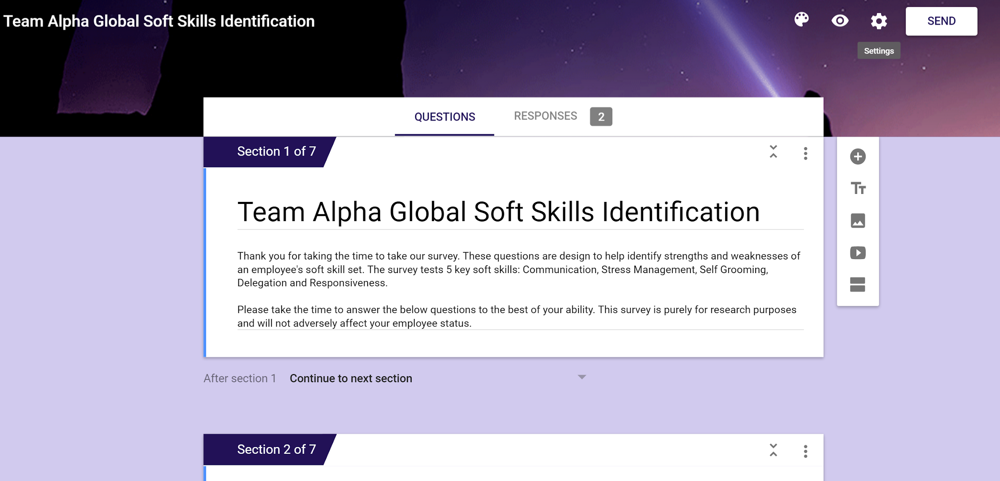 Team Alpha Global Soft Skills Identification
SEND
Settings
QUESTIONS
RESPONSES
2
Section 1 of 7
Team Alpha Global Soft Skills Identification
Thank you for taking the time to take our survey. These questions are design to help identify strengths and weaknesses of
an employee's soft skill set. The survey tests 5 key soft skills: Communication, Stress Management, Self Grooming,
Delegation and Responsiveness.
Please take the time to answer the below questions to the best of your ability. This survey is purely for research purposes
and will not adversely affect your employee status.
After section 1 Continue to next section
Section 2 of 7